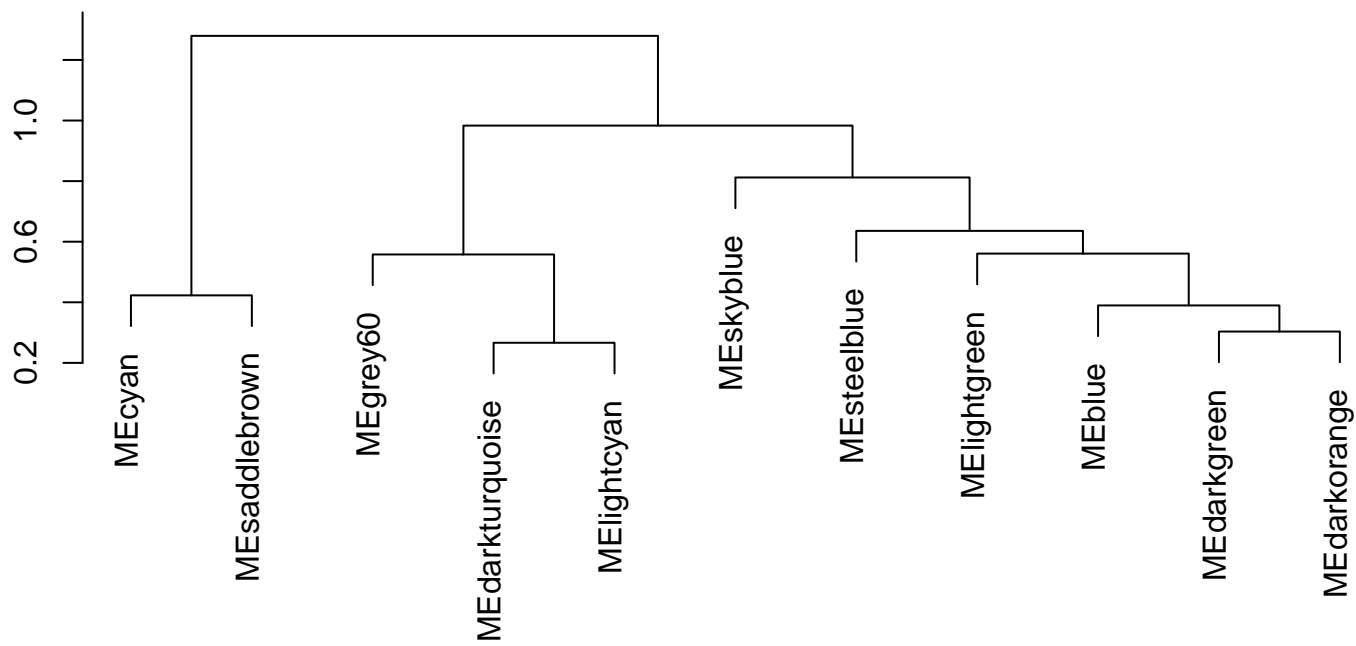 1.0
0.6
0.2
MEcyan
MEsaddlebrown
MEgrey60
MEdarkturquoise
MElightcyan
MEskyblue
MEsteelblue
MElightgreen
MEblue
MEdarkgreen
MEdarkorange